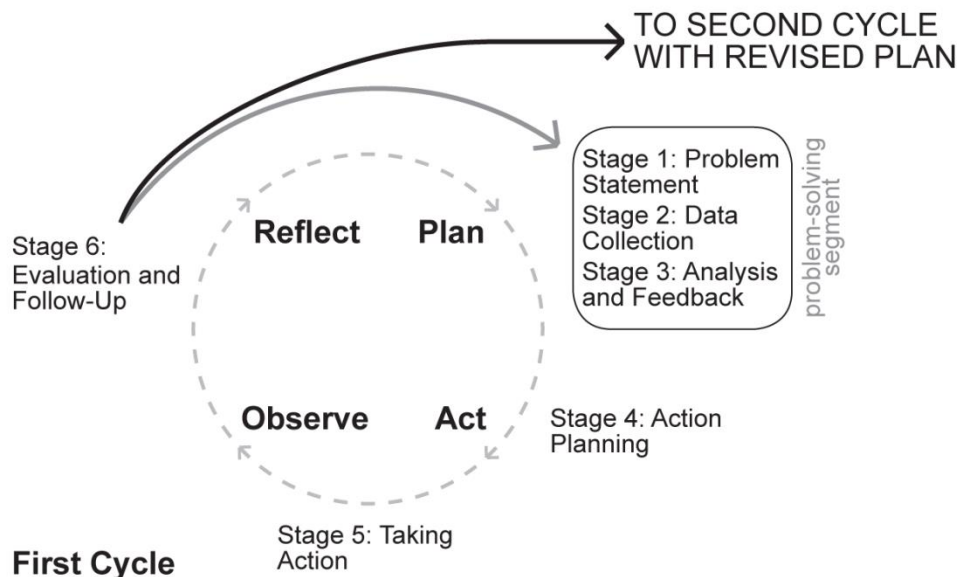 TO SECOND CYCLE
WITH REVISED PLAN
Stage 1: Problem
Statement
Stage 2: Data
Collection
Stage 3: Analysis
and Feedback
problem-solving
segment
Reflect
Plan
Stage 6:
Evaluation and
Follow-Up
Observe
Act
Stage 4: Action
Planning
Stage 5: Taking
Action
First Cycle